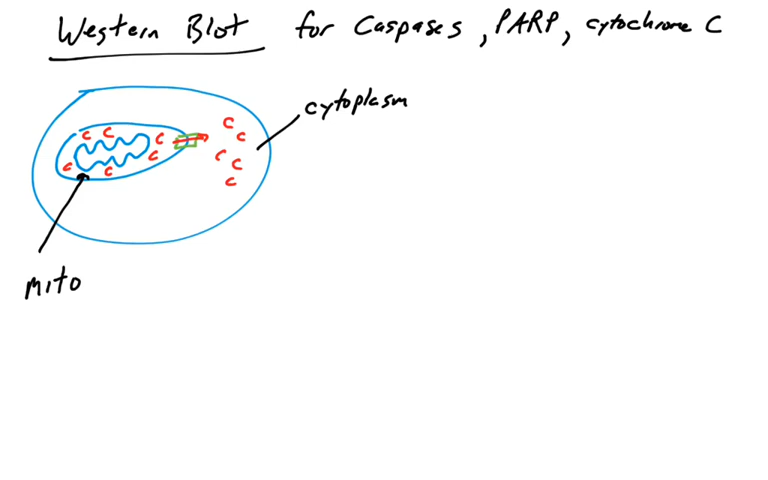 Western Blot for Caspases, PARP, cytochrome C
cytoplasm
C C C C
C C C C
C C C
C
mito